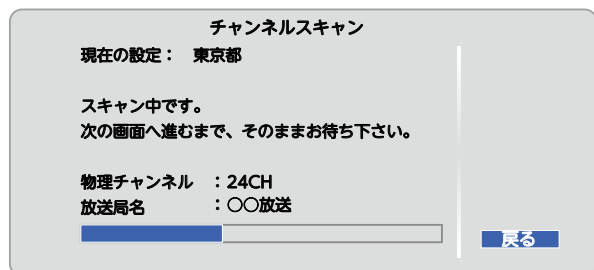 チャンネルスキャン
現在の設定： 東京都
スキャン中です。
次の画面へ進むまで、そのままお待ち下さい。
物理チャンネル ：24CH
放送局名 ：〇〇放送
戻る